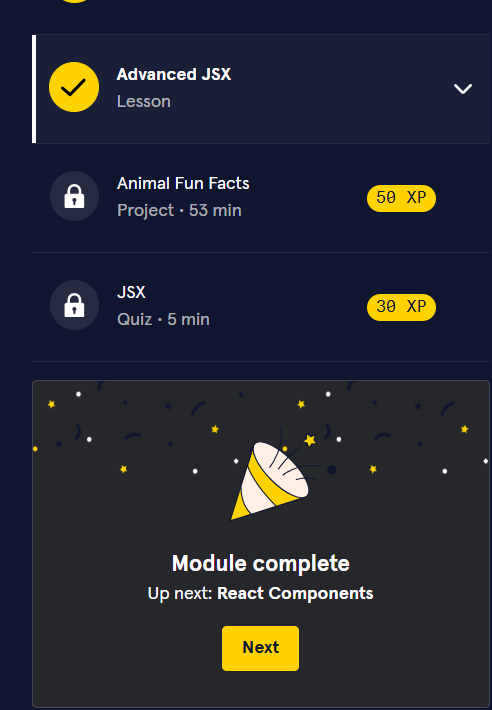 Advanced JSX
Lesson
Animal Fun Facts
Project • 53 min
50 XP
JSX
Quiz • 5 min
30 XP
Module complete
Up next: React Components
Next